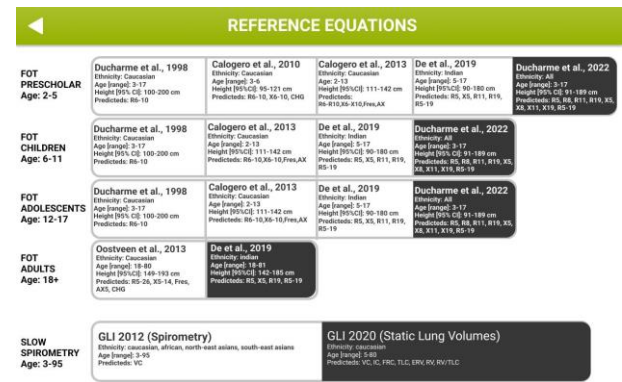 REFERENCE EQUATIONS
FOT
PRESCHOLAR
Age: 2-5
Ducharme et al., 1998
Ethnicity: Caucasian
Age [range]: 3-17
Height [95% CI]: 100-200 cm
Predicteds: R6-10
Calogero et al., 2010
Ethnicity: Caucasian
Age [range]: 3-6
Height [95%CI]: 95-121 cm
Predicteds: R6-10, X6-10, CHG
Calogero et al., 2013
Ethnicity: Caucasian
Age: 2-13
Height [95%CI]: 111-142 cm
Predicteds:
R6-R10,X6-X10,Fres,AX
De et al., 2019
Ethnicity: Indian
Age [range]: 5-17
Height [95%CI]: 90-180 cm
Predicteds: R5, X5, R11, R19,
R5-19
Ducharme et al., 2022
Ethnicity: All
Age [range]: 3-17
Height [95% CI]: 91-189 cm
Predicteds: R5, R8, R11, R19, X5,
X8, X11, X19, R5-19
FOT
CHILDREN
Age: 6-11
Ducharme et al., 1998
Ethnicity: Caucasian
Age [range]: 3-17
Height [95% CI]: 100-200 cm
Predicteds: R6-10
Calogero et al., 2013
Ethnicity: Caucasian
Age [range]: 2-13
Height [95%CI]: 111-142 cm
Predicteds: R6-10,X6-10,Fres,AX
De et al., 2019
Ethnicity: Indian
Age [range]: 5-17
Height [95%CI]: 90-180 cm
Predicteds: R5, X5, R11, R19,
R5-19
Ducharme et al., 2022
Ethnicity: All
Age [range]: 3-17
Height [95% CI]: 91-189 cm
Predicteds: R5, R8, R11, R19, X5,
X8, X11, X19, R5-19
FOT
ADOLESCENTS
Age: 12-17
Ducharme et al., 1998
Ethnicity: Caucasian
Age [range]: 3-17
Height [95% CI]: 100-200 cm
Predicteds: R6-10
Calogero et al., 2013
Ethnicity: Caucasian
Age [range]: 2-13
Height [95%CI]: 111-142 cm
Predicteds: R6-10,X6-10,Fres,AX
De et al., 2019
Ethnicity: Indian
Age [range]: 5-17
Height [95%CI]: 90-180 cm
Predicteds: R5, X5, R11, R19,
R5-19
Ducharme et al., 2022
Ethnicity: All
Age [range]: 3-17
Height [95% CI]: 91-189 cm
Predicteds: R5, R8, R11, R19, X5,
X8, X11, X19, R5-19
FOT
ADULTS
Age: 18+
Oostveen et al., 2013
Ethnicity: Caucasian
Age [range]: 18-80
Height [95%CI]: 149-193 cm
Predicteds: R5-26, X5-14, Fres,
AX5, CHG
De et al., 2019
Ethnicity: indian
Age [range]: 18-81
Height [95%CI]: 142-185 cm
Predicteds: R5, X5, R19, R5-19
SLOW
SPIROMETRY
Age: 3-95
GLI 2012 (Spirometry)
Ethnicity: caucasian, african, north-east asians, south-east asians
Age [range]: 3-95
Predicteds: VC
GLI 2020 (Static Lung Volumes)
Ethnicity: caucasian
Age [range]: 5-80
Predicteds: VC, IC, FRC, TLC, ERV, RV, RV/TLC